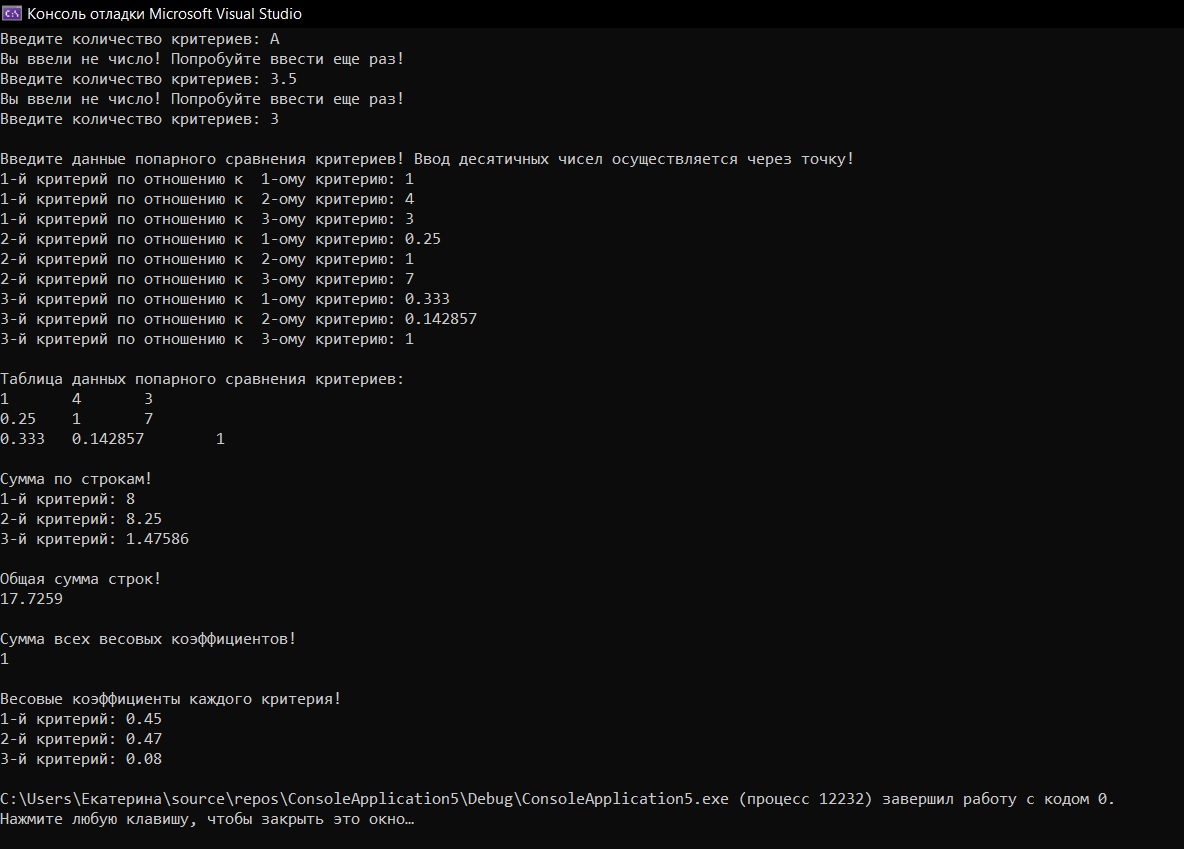 Консоль отладки Microsoft Visual Studio
Введите количество критериев: A
Вы ввели не число! Попробуйте ввести еще раз!
Введите количество критериев: 3.5
Вы ввели не число! Попробуйте ввести еще раз!
Введите количество критериев: 3
Введите данные попарного сравнения критериев! Ввод десятичных чисел осуществляется через точку!
1-й критерий по отношению к  1-ому критерию: 1
1-й критерий по отношению к  2-ому критерию: 4
1-й критерий по отношению к  3-ому критерию: 3
2-й критерий по отношению к  1-ому критерию: 0.25
2-й критерий по отношению к  2-ому критерию: 1
2-й критерий по отношению к  3-ому критерию: 7
3-й критерий по отношению к  1-ому критерию: 0.333
3-й критерий по отношению к  2-ому критерию: 0.142857
3-й критерий по отношению к  3-ому критерию: 1
Таблица данных попарного сравнения критериев:
1       4       3
0.25    1       7
0.333   0.142857        1
Сумма по строкам!
1-й критерий: 8
2-й критерий: 8.25
3-й критерий: 1.47586
Общая сумма строк!
17.7259
Сумма всех весовых коэффициентов!
1
Весовые коэффициенты каждого критерия!
1-й критерий: 0.45
2-й критерий: 0.47
3-й критерий: 0.08
C:\Users\Екатерина\source\repos\ConsoleApplication5\Debug\ConsoleApplication5.exe (процесс 12232) завершил работу с кодом 0.
Нажмите любую клавишу, чтобы закрыть это окно…